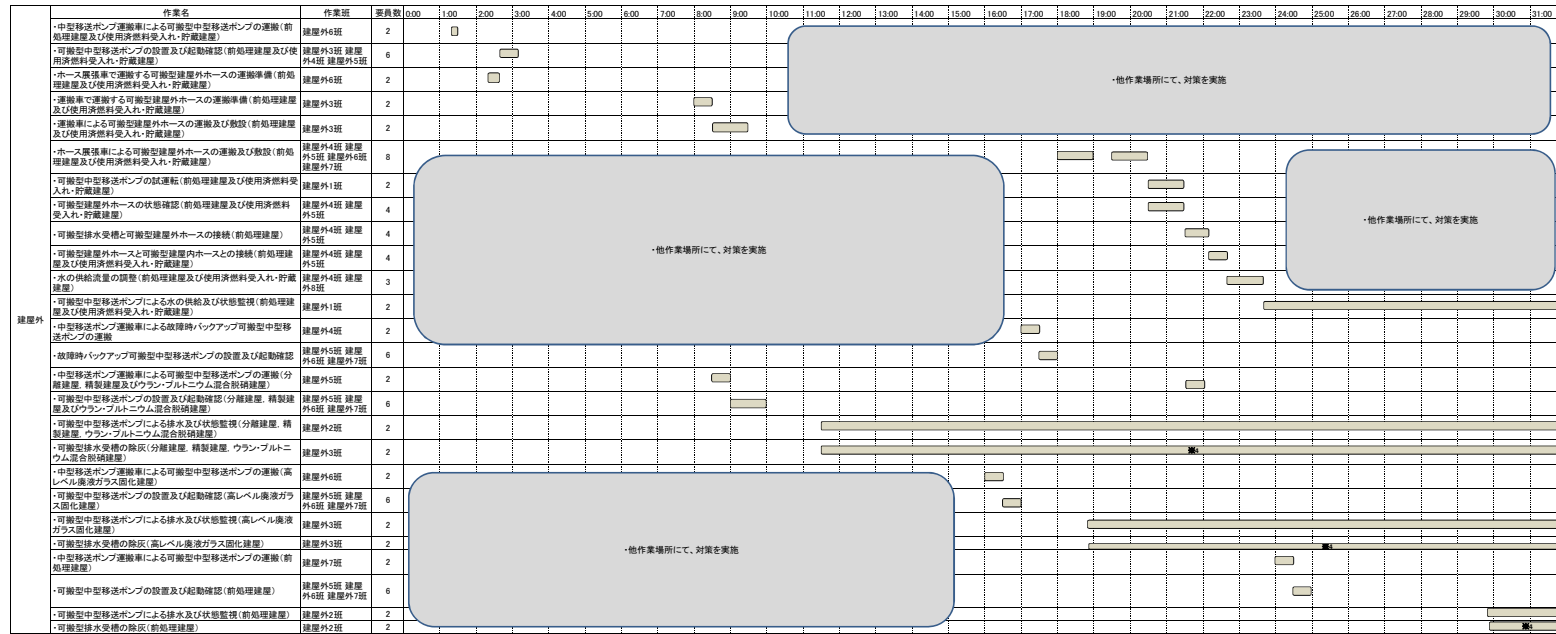 作業名 作業班 要員数 0:00 1:00 2:00 3:00 4:00 5:00 6:00 7:00 8:00 9:00 10:00 11:00 12:00 13:00 14:00 15:00 16:00 17:00 18:00 19:00 20:00 21:00 22:00 23:00 24:00 25:00 26:00 27:00 28:00 29:00 30:00 31:00
建屋外
・中型移送ポンプ運搬車による可搬型中型移送ポンプの運搬(前
処理建屋及び使用済燃料受入れ・貯蔵建屋)
建屋外6班 2
・可搬型中型移送ポンプの設置及び起動確認(前処理建屋及び使
用済燃料受入れ・貯蔵建屋)
建屋外3班 建屋
外4班 建屋外5班
6
・ホース展張車で運搬する可搬型建屋外ホースの運搬準備(前処
理建屋及び使用済燃料受入れ・貯蔵建屋)
建屋外6班 2
・運搬車で運搬する可搬型建屋外ホースの運搬準備(前処理建屋
及び使用済燃料受入れ・貯蔵建屋)
建屋外3班 2
・運搬車による可搬型建屋外ホースの運搬及び敷設(前処理建屋
及び使用済燃料受入れ・貯蔵建屋)
建屋外3班 2
・他作業場所にて、対策を実施
・ホース展張車による可搬型建屋外ホースの運搬及び敷設(前処
理建屋及び使用済燃料受入れ・貯蔵建屋)
建屋外4班 建屋
外5班 建屋外6班
建屋外7班
8
・可搬型中型移送ポンプの試運転(前処理建屋及び使用済燃料受
入れ・貯蔵建屋)
建屋外1班 2
・可搬型建屋外ホースの状態確認(前処理建屋及び使用済燃料
受入れ・貯蔵建屋)
建屋外4班 建屋
外5班
4
・可搬型排水受槽と可搬型建屋外ホースの接続(前処理建屋)
建屋外4班 建屋
外5班
4
・可搬型建屋外ホースと可搬型建屋内ホースとの接続(前処理建
屋及び使用済燃料受入れ・貯蔵建屋)
建屋外4班 建屋
外5班
4
・水の供給流量の調整(前処理建屋及び使用済燃料受入れ・貯蔵
建屋)
建屋外4班 建屋
外8班
3
・可搬型中型移送ポンプによる水の供給及び状態監視(前処理建
屋及び使用済燃料受入れ・貯蔵建屋)
建屋外1班 2
・中型移送ポンプ運搬車による故障時バックアップ可搬型中型移
送ポンプの運搬
建屋外4班 2
・故障時バックアップ可搬型中型移送ポンプの設置及び起動確認
建屋外5班 建屋
外6班 建屋外7班
6
・他作業場所にて、対策を実施
・他作業場所にて、対策を実施
・中型移送ポンプ運搬車による可搬型中型移送ポンプの運搬(分
離建屋, 精製建屋及びウラン・プルトニウム混合脱硝建屋)
建屋外5班 2
・可搬型中型移送ポンプの設置及び起動確認(分離建屋, 精製建
屋及びウラン・プルトニウム混合脱硝建屋)
建屋外5班 建屋
外6班 建屋外7班
6
・可搬型中型移送ポンプによる排水及び状態監視(分離建屋, 精
製建屋, ウラン・プルトニウム混合脱硝建屋)
建屋外2班 2
・可搬型排水受槽の除灰(分離建屋, 精製建屋, ウラン・プルトニ
ウム混合脱硝建屋)
建屋外3班 2 ※4
・中型移送ポンプ運搬車による可搬型中型移送ポンプの運搬(高
レベル廃液ガラス固化建屋)
建屋外6班 2
・可搬型中型移送ポンプの設置及び起動確認(高レベル廃液ガラ
ス固化建屋)
建屋外5班 建屋
外6班 建屋外7班
6
・可搬型中型移送ポンプによる排水及び状態監視(高レベル廃液
ガラス固化建屋)
建屋外3班 2
・可搬型排水受槽の除灰(高レベル廃液ガラス固化建屋)
建屋外3班 2 ※4
・中型移送ポンプ運搬車による可搬型中型移送ポンプの運搬(前
処理建屋)
建屋外7班 2
・可搬型中型移送ポンプの設置及び起動確認(前処理建屋)
建屋外5班 建屋
外6班 建屋外7班
6
・可搬型中型移送ポンプによる排水及び状態監視(前処理建屋)
建屋外2班 2
・可搬型排水受槽の除灰(前処理建屋)
建屋外2班 2 ※4
・他作業場所にて、対策を実施